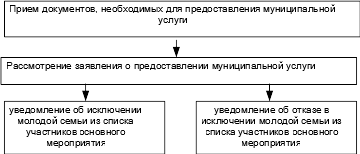 Прием документов, необходимых для предоставления муниципальной
услуги
Рассмотрение заявления о предоставлении муниципальной услуги
уведомление об исключении
молодой семьи из списка
участников основного
мероприятия
уведомление об отказе в
исключении молодой семьи из
списка участников основного
мероприятия